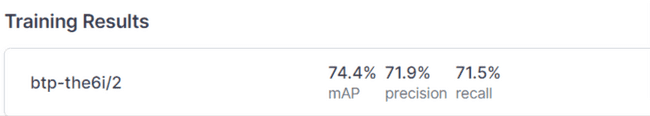 Training Results
btp-the6i/2
74.4% 71.9% 71.5%
mAP precision recall